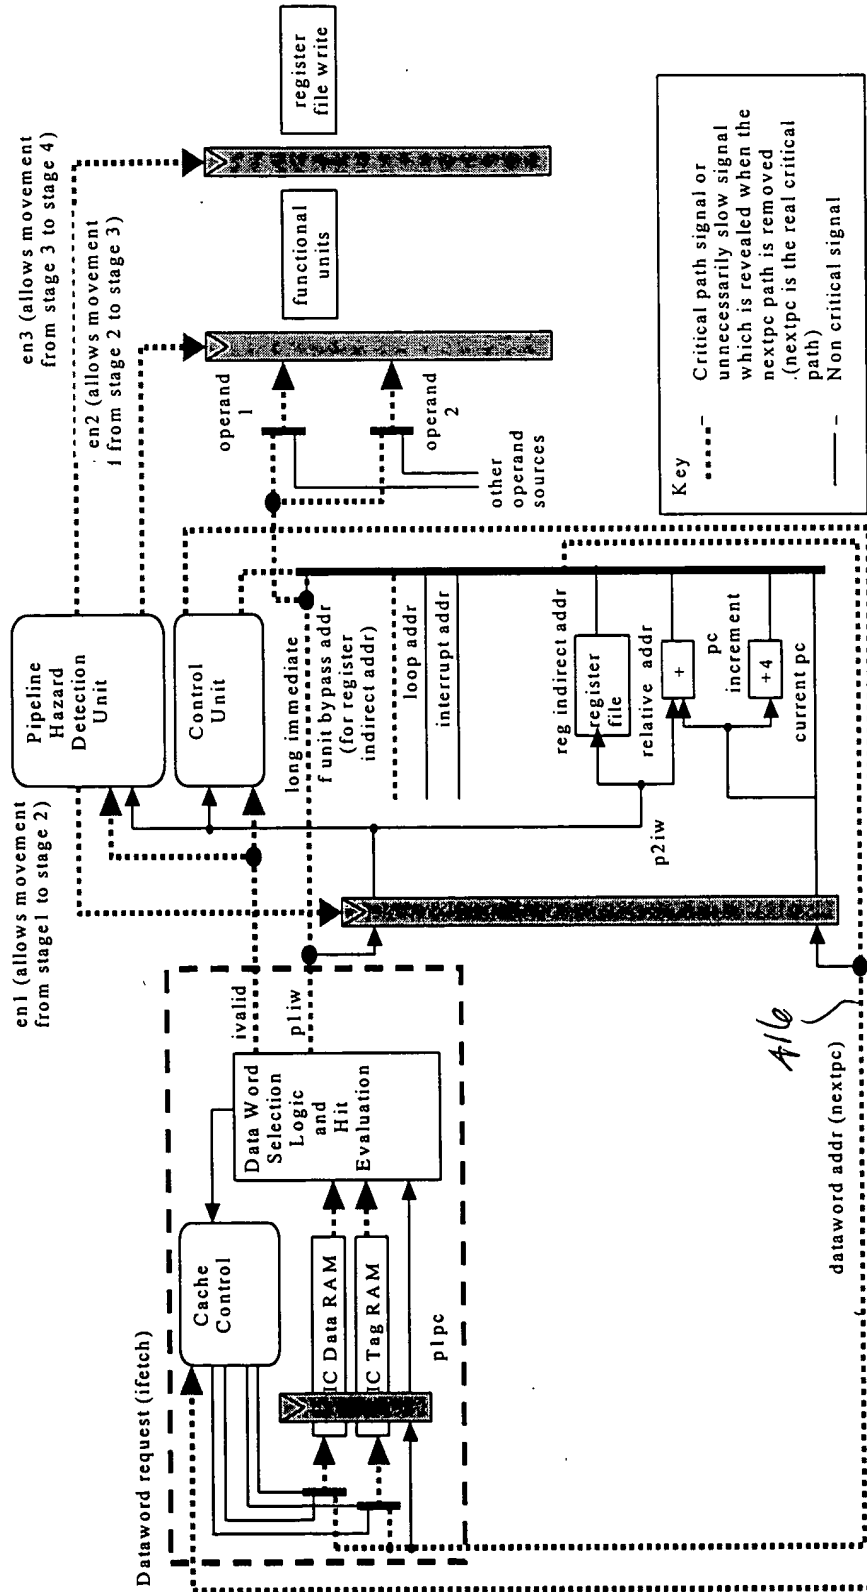 en1 (allows movement
from stage1 to stage 2)
en2 (allows movement
from stage 2 to stage 3)
en3 (allows movement
from stage 3 to stage 4)
Pipeline
Hazard
Detection
Unit
Control
Unit
Dataword request (ifetch)
Cache
Control
ivalid
p1iw
Data Word
Selection
Logic
and
Hit
Evaluation
IC Data RAM
IC Tag RAM
p1pc
long immediate
f unit bypass addr
(for register
indirect addr)
loop addr
interrupt addr
reg indirect addr
register
file
relative addr
+
pc
increment
+4
current pc
p2iw
operand
1
operand
2
other
operand
sources
functional
units
register
file write
416
dataword addr (nextpc)
Key
– Critical path signal or
unnecessarily slow signal
which is revealed when the
nextpc path is removed
.(nextpc is the real critical
path)
– Non critical signal